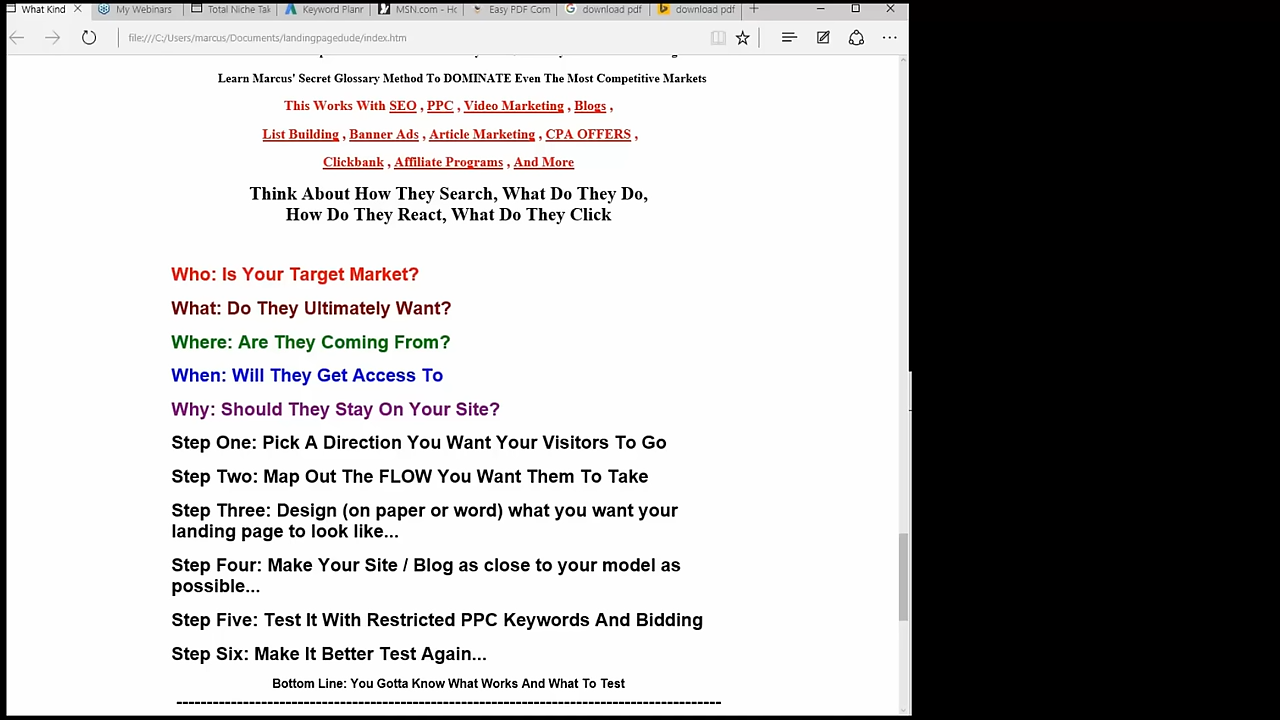 What Kind
My Webinars
Total Niche Tak
Keyword Planr
MSN.com - Ho
Easy PDF Com
download pdf
download pdf
file:///C:/Users/marcus/Documents/landingpagedude/index.htm
Learn Marcus' Secret Glossary Method To DOMINATE Even The Most Competitive Markets
This Works With SEO , PPC , Video Marketing , Blogs ,
List Building , Banner Ads , Article Marketing , CPA OFFERS ,
Clickbank , Affiliate Programs , And More
Think About How They Search, What Do They Do,
How Do They React, What Do They Click
Who: Is Your Target Market?
What: Do They Ultimately Want?
Where: Are They Coming From?
When: Will They Get Access To
Why: Should They Stay On Your Site?
Step One: Pick A Direction You Want Your Visitors To Go
Step Two: Map Out The FLOW You Want Them To Take
Step Three: Design (on paper or word) what you want your
landing page to look like...
Step Four: Make Your Site / Blog as close to your model as
possible...
Step Five: Test It With Restricted PPC Keywords And Bidding
Step Six: Make It Better Test Again...
Bottom Line: You Gotta Know What Works And What To Test